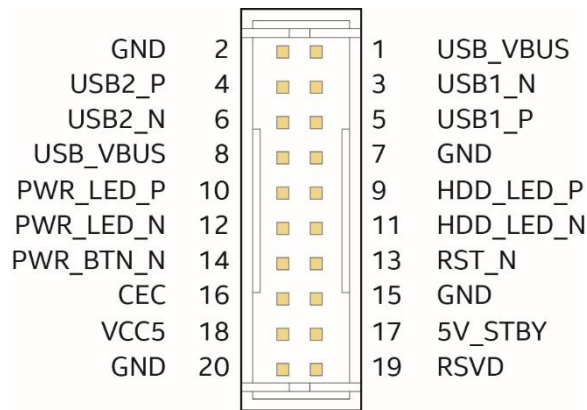 GND 2 1 USB_VBUS
USB2_P 4 3 USB1_N
USB2_N 6 5 USB1_P
USB_VBUS 8 7 GND
PWR_LED_P 10 9 HDD_LED_P
PWR_LED_N 12 11 HDD_LED_N
PWR_BTN_N 14 13 RST_N
CEC 16 15 GND
VCC5 18 17 5V_STBY
GND 20 19 RSVD